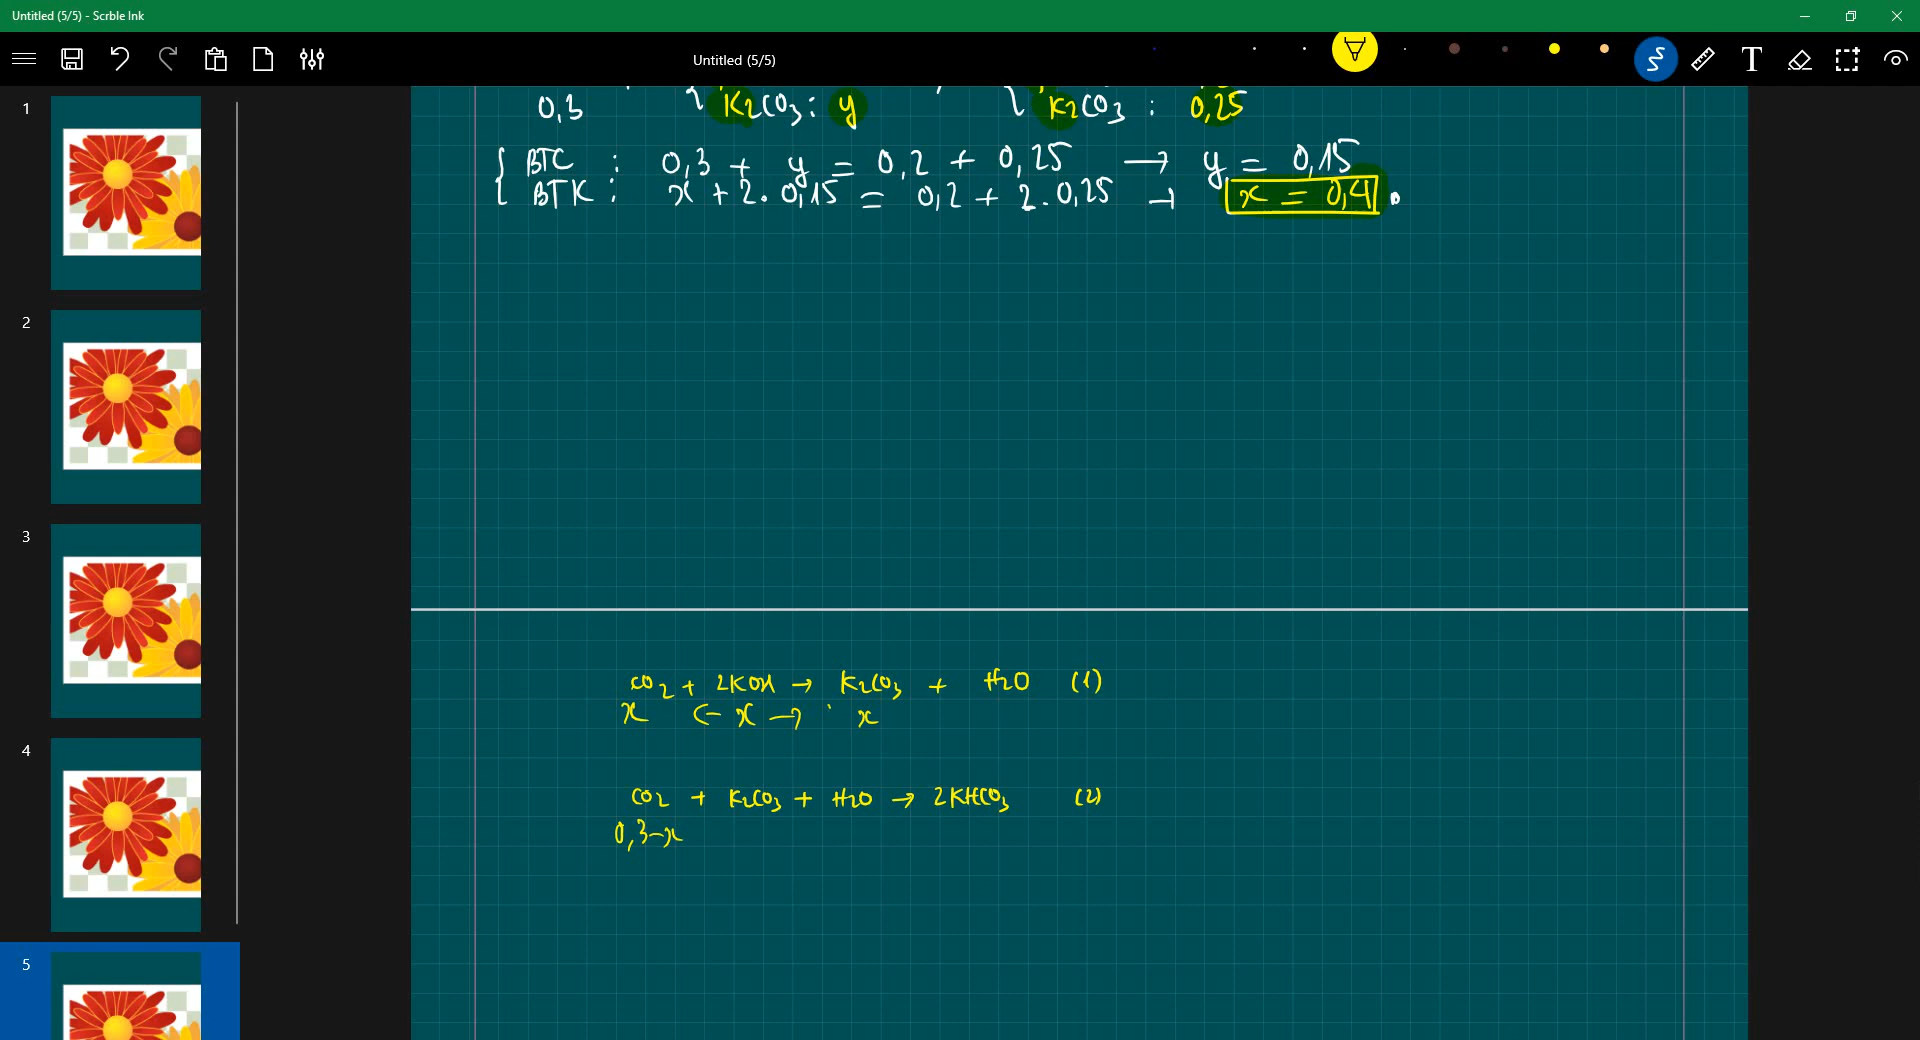 Untitled (5/5) - Scrble Ink
Untitled (5/5)
T
1
2
3
4
5
0,3 { K2CO3: y { K2CO3 : 0,25
{ BTC : 0,3 + y = 0,2 + 0,25 → y = 0,15
{ BTK : x + 2. 0,15 = 0,2 + 2. 0,25 → x = 0,4.
CO2 + 2KOH → K2CO3 + H2O (1)
x ← x → x
CO2 + K2CO3 + H2O → 2KHCO3 (2)
0,3-x